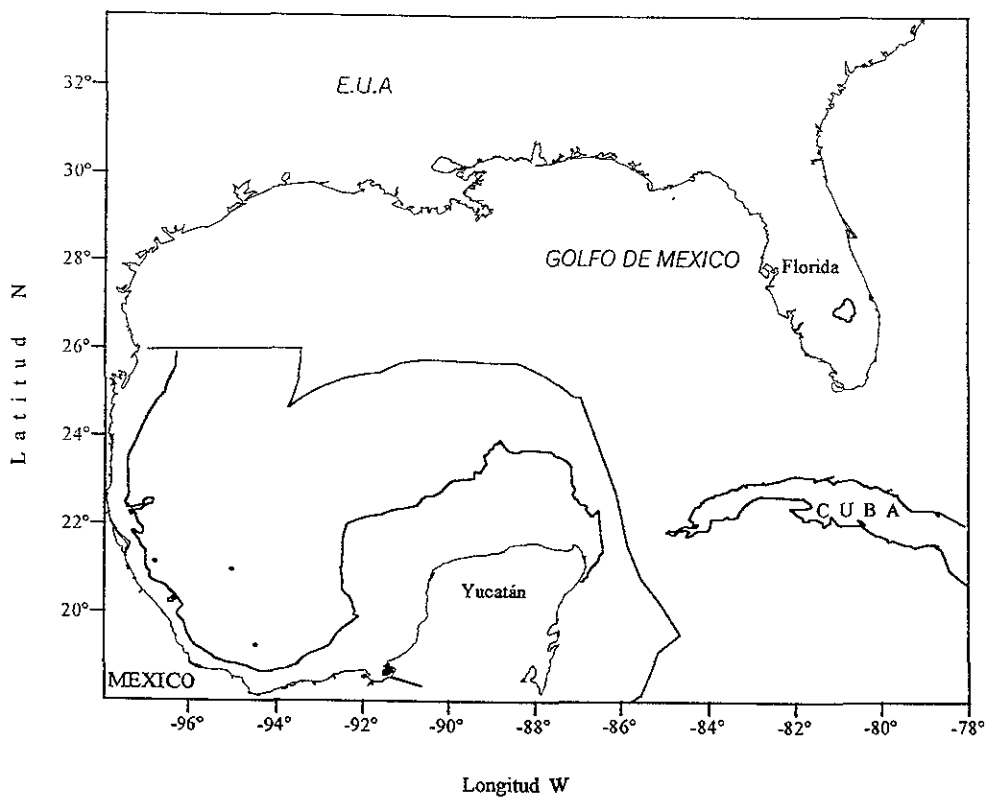 32°
E.U.A
30°
28°
GOLFO DE MEXICO
Florida
26°
24°
22°
C U B A
20°
Yucatán
MEXICO
-96°
-94°
-92°
-90°
-88°
-86°
-84°
-82°
-80°
-78°
Latitud N
Longitud W